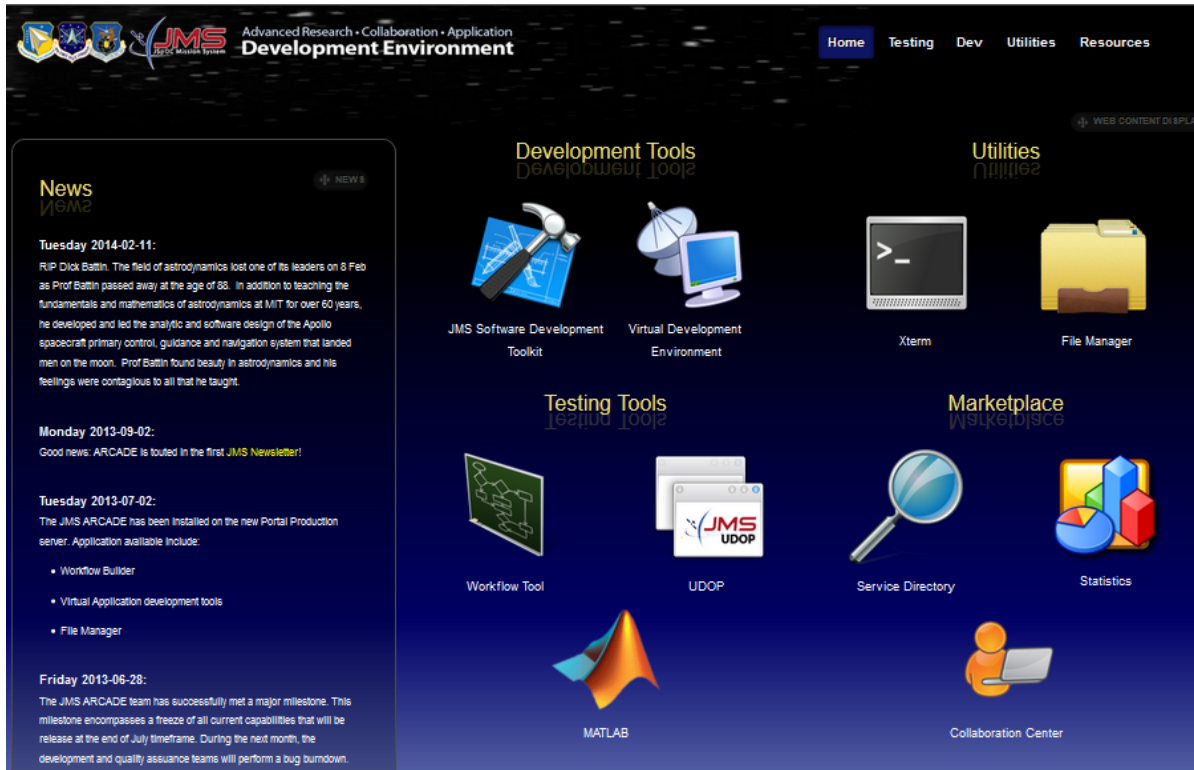 JMS
JSpOC Mission System
Advanced Research • Collaboration • Application
Development Environment
Home
Testing
Dev
Utilities
Resources
WEB CONTENT DISPLA
News
NEWS
Tuesday 2014-02-11:
RIP Dick Battin. The field of astrodynamics lost one of its leaders on 8 Feb
as Prof Battin passed away at the age of 88. In addition to teaching the
fundamentals and mathematics of astrodynamics at MIT for over 60 years,
he developed and led the analytic and software design of the Apollo
spacecraft primary control, guidance and navigation system that landed
men on the moon. Prof Battin found beauty in astrodynamics and his
feelings were contagious to all that he taught.
Monday 2013-09-02:
Good news: ARCADE is touted in the first JMS Newsletter!
Tuesday 2013-07-02:
The JMS ARCADE has been installed on the new Portal Production
server. Application available include:
• Workflow Builder
• Virtual Application development tools
• File Manager
Friday 2013-06-28:
The JMS ARCADE team has successfully met a major milestone. This
milestone encompasses a freeze of all current capabilities that will be
release at the end of July timeframe. During the next month, the
development and quality assuance teams will perform a bug burndown.
Development Tools
JMS Software Development
Toolkit
Virtual Development
Environment
Utilities
>_
Xterm
File Manager
Testing Tools
Workflow Tool
JMS
UDOP
UDOP
MATLAB
Marketplace
Service Directory
Statistics
Collaboration Center